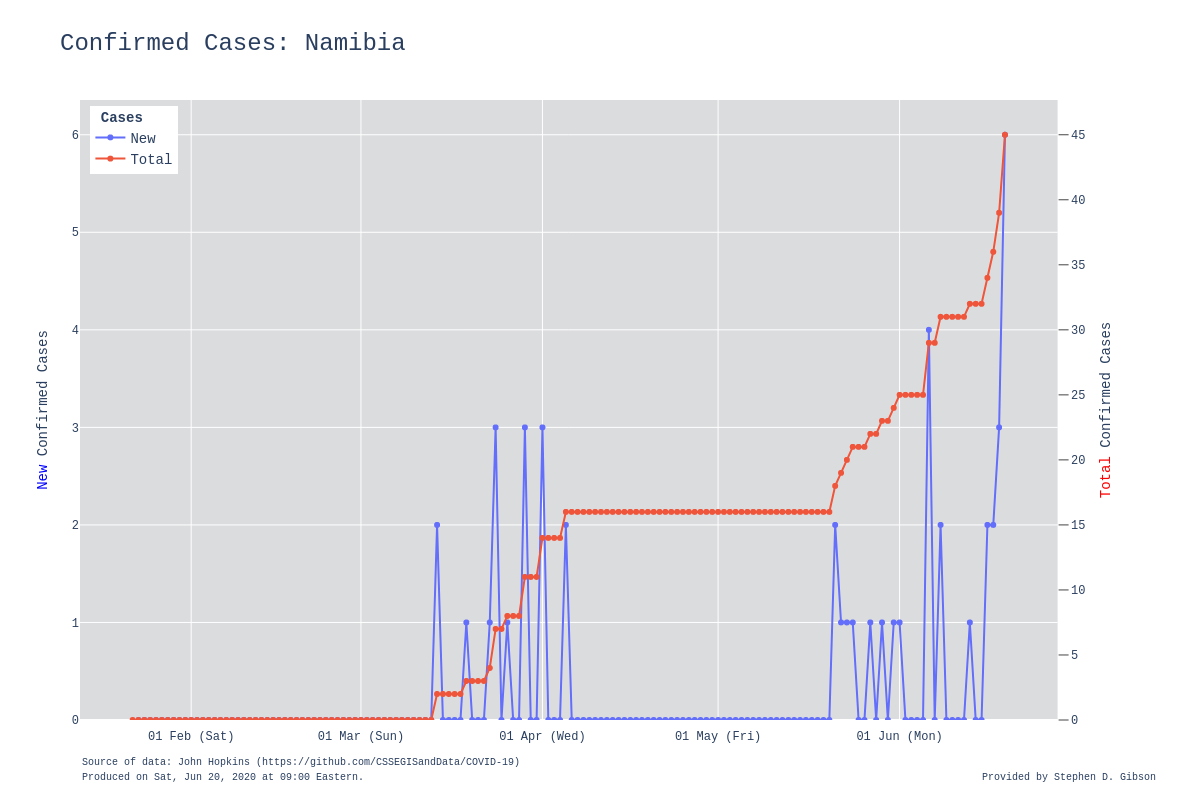 Confirmed Cases: Namibia
Cases
New
Total
6
5
4
3
2
1
0
New Confirmed Cases
45
40
35
30
25
20
15
10
5
0
Total Confirmed Cases
01 Feb (Sat)
01 Mar (Sun)
01 Apr (Wed)
01 May (Fri)
01 Jun (Mon)
Source of data: John Hopkins (https://github.com/CSSEGISandData/COVID-19)
Produced on Sat, Jun 20, 2020 at 09:00 Eastern.
Provided by Stephen D. Gibson